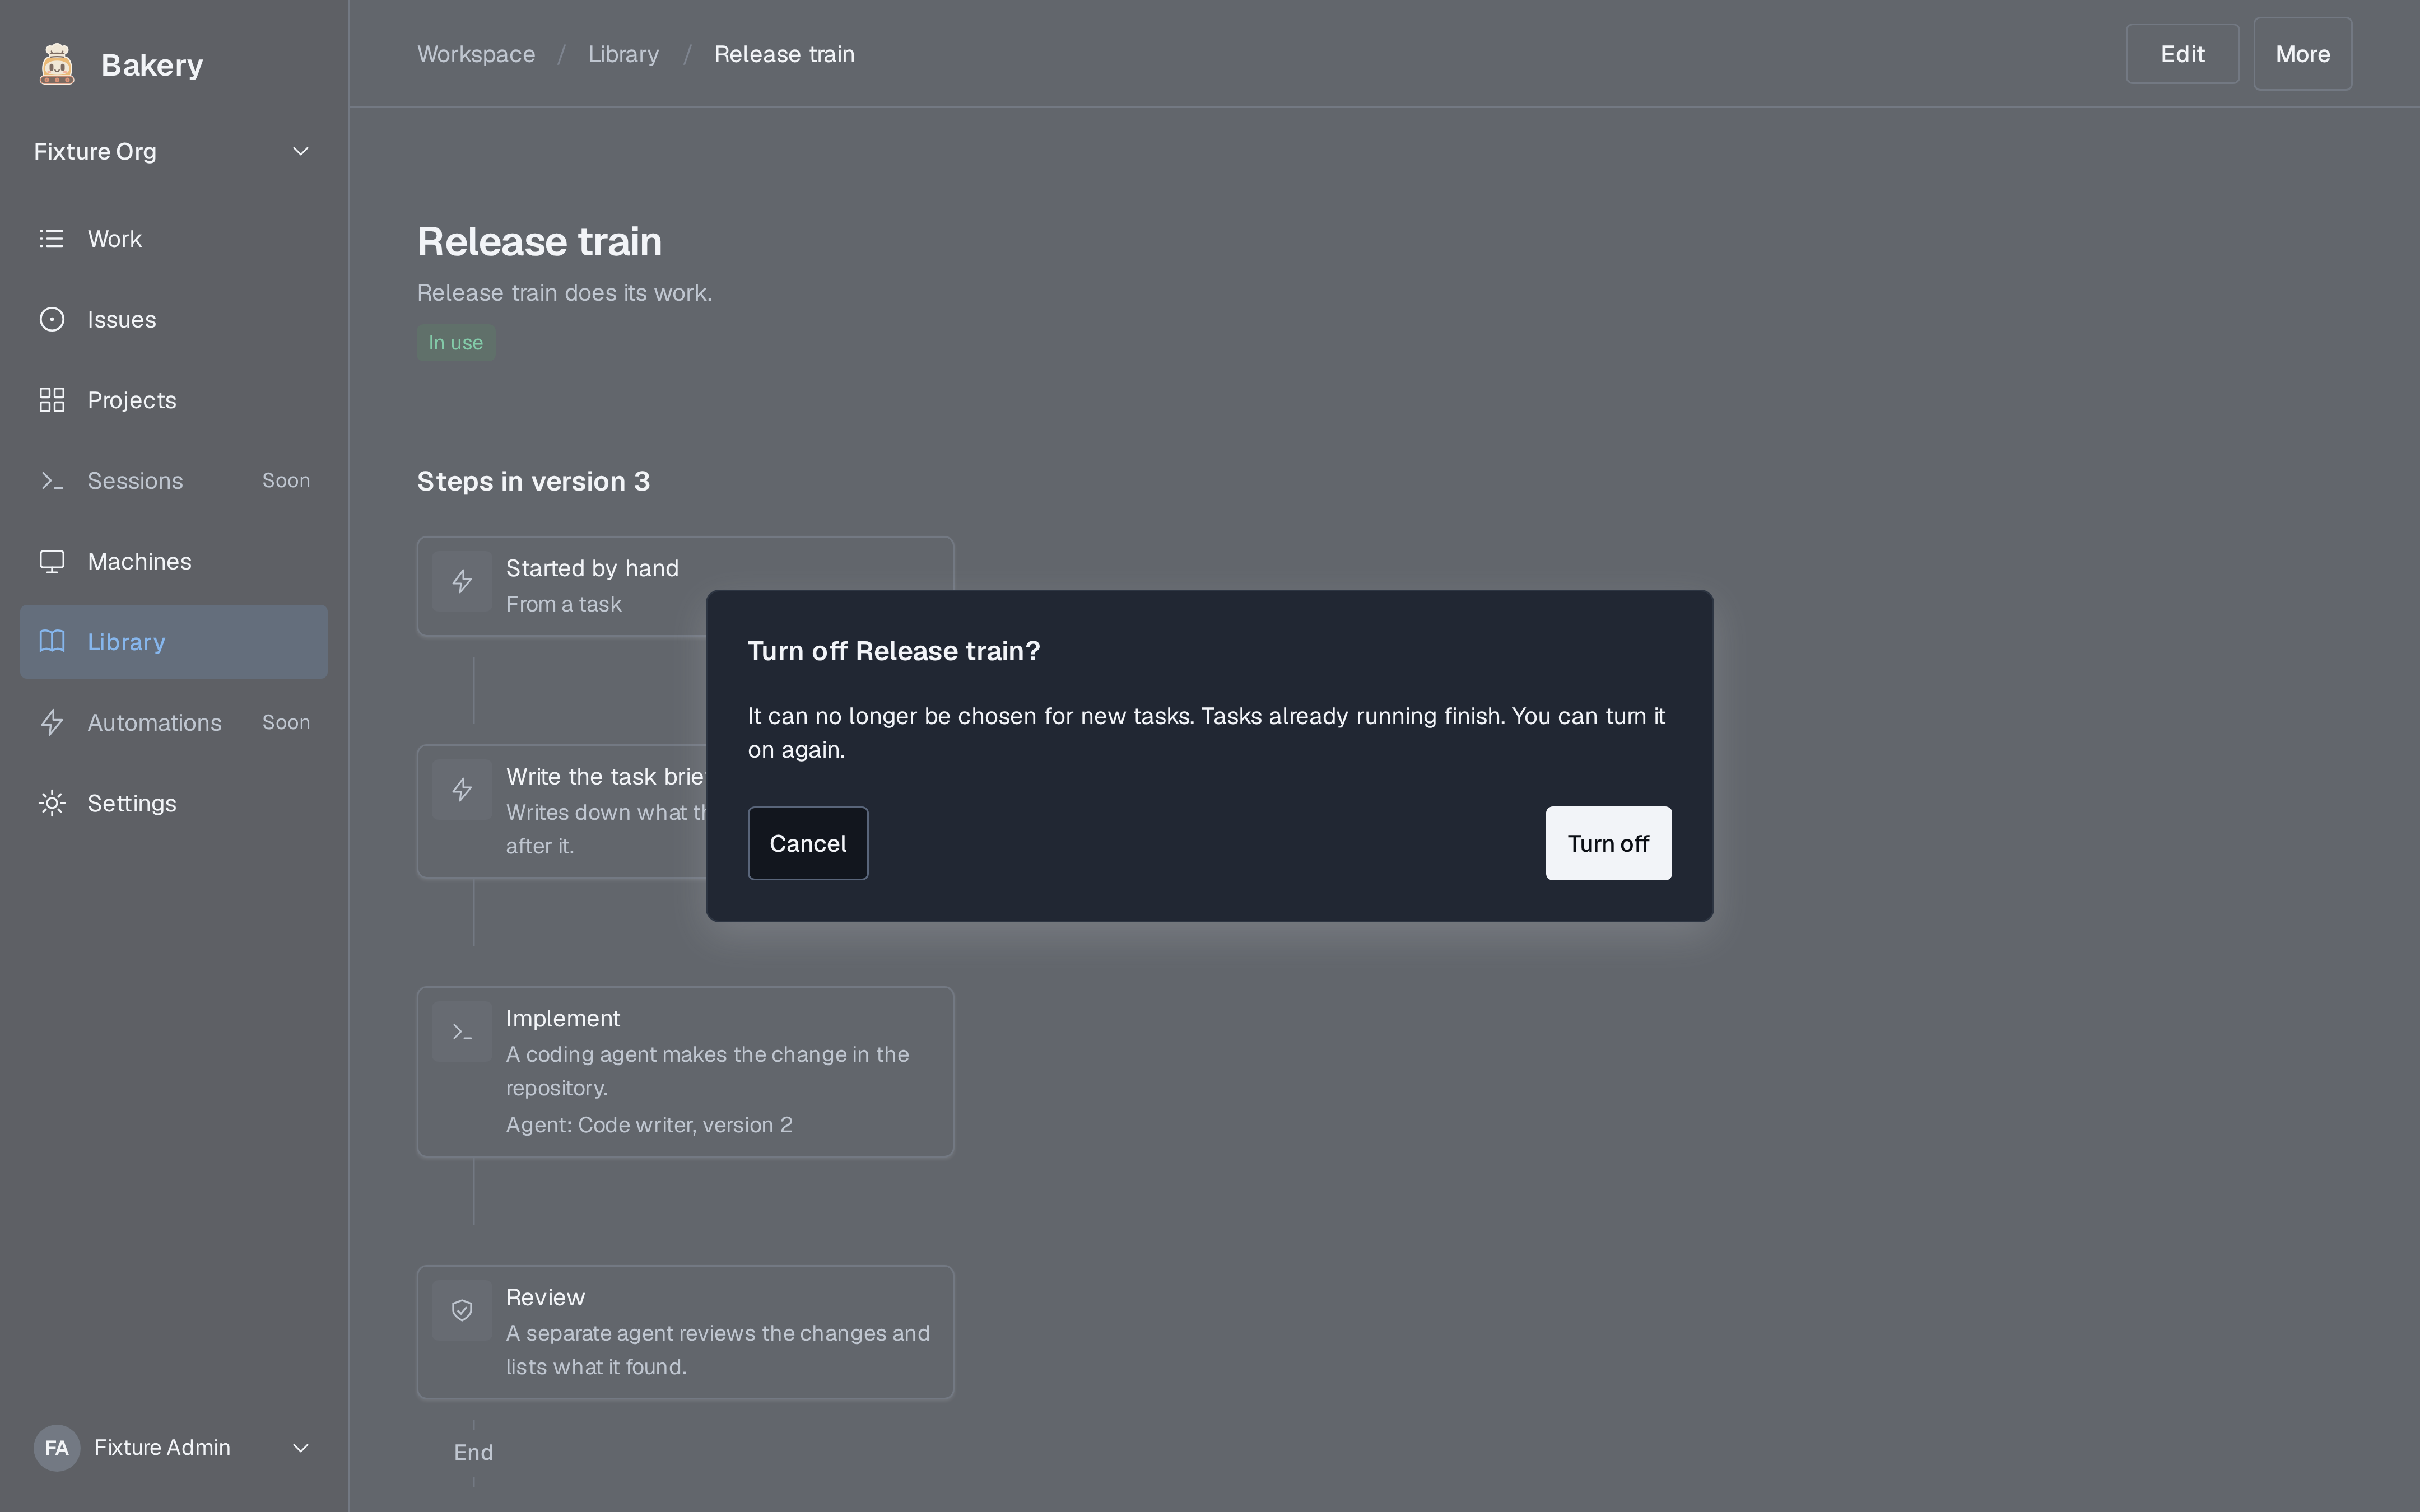 Bakery
Fixture Org
Work
Issues
Projects
Sessions Soon
Machines
Library
Automations Soon
Settings
FA Fixture Admin
Workspace / Library / Release train
Edit
More
Release train
Release train does its work.
In use
Steps in version 3
Started by hand
From a task
Write the task brie
Writes down what th
after it.
Turn off Release train?
It can no longer be chosen for new tasks. Tasks already running finish. You can turn it
on again.
Cancel
Turn off
Implement
A coding agent makes the change in the
repository.
Agent: Code writer, version 2
Review
A separate agent reviews the changes and
lists what it found.
End